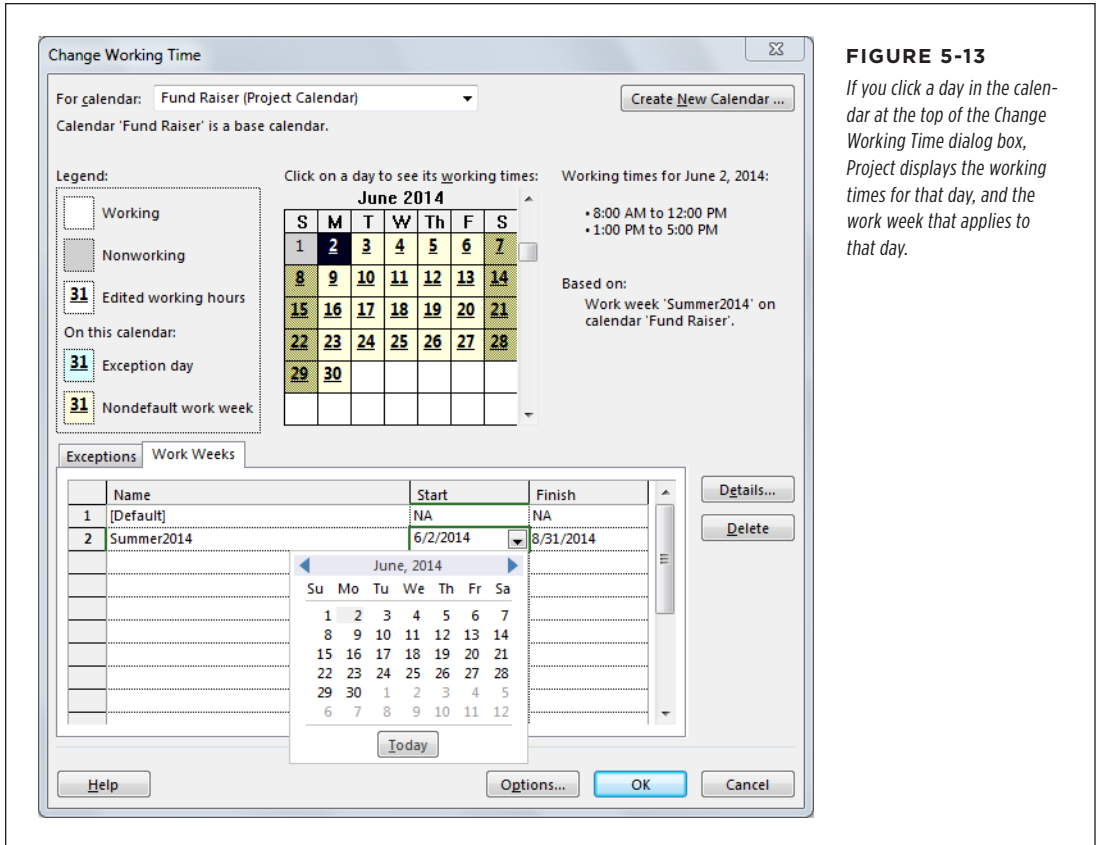 Change Working Time
For calendar: Fund Raiser (Project Calendar)
Create New Calendar ...
Calendar 'Fund Raiser' is a base calendar.
Legend:
Working
Nonworking
31 Edited working hours
On this calendar:
31 Exception day
31 Nondefault work week
Click on a day to see its working times:
June 2014
S M T W Th F S
1 2 3 4 5 6 7
8 9 10 11 12 13 14
15 16 17 18 19 20 21
22 23 24 25 26 27 28
29 30
Working times for June 2, 2014:
• 8:00 AM to 12:00 PM
• 1:00 PM to 5:00 PM
Based on:
Work week 'Summer2014' on
calendar 'Fund Raiser'.
Exceptions Work Weeks
Name Start Finish
1 [Default] NA NA
2 Summer2014 6/2/2014 8/31/2014
June, 2014
Su Mo Tu We Th Fr Sa
1 2 3 4 5 6 7
8 9 10 11 12 13 14
15 16 17 18 19 20 21
22 23 24 25 26 27 28
29 30 1 2 3 4 5
6 7 8 9 10 11 12
Today
Details...
Delete
Help
Options...
OK
Cancel
FIGURE 5-13
If you click a day in the calen-
dar at the top of the Change
Working Time dialog box,
Project displays the working
times for that day, and the
work week that applies to
that day.